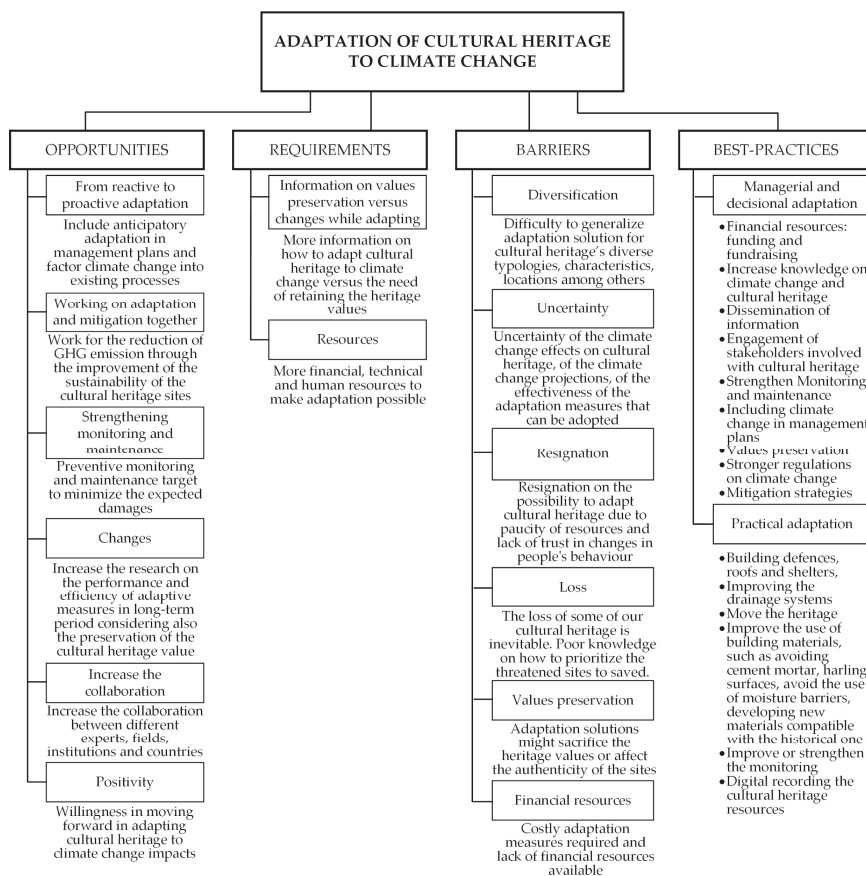 ADAPTATION OF CULTURAL HERITAGE
TO CLIMATE CHANGE
OPPORTUNITIES
From reactive to
proactive adaptation
Include anticipatory
adaptation in
management plans and
factor climate change into
existing processes
Working on adaptation
and mitigation together
Work for the reduction of
GHG emission through
the improvement of the
sustainability of the
cultural heritage sites
Strengthening
monitoring and
maintenance
Preventive monitoring
and maintenance target
to minimize the expected
damages
Changes
Increase the research on
the performance and
efficiency of adaptive
measures in long-term
period considering also
the preservation of the
cultural heritage value
Increase the
collaboration
Increase the collaboration
between different
experts, fields,
institutions and countries
Positivity
Willingness in moving
forward in adapting
cultural heritage to
climate change impacts
REQUIREMENTS
Information on values
preservation versus
changes while adapting
More information on
how to adapt cultural
heritage to climate
change versus the need
of retaining the heritage
values
Resources
More financial, technical
and human resources to
make adaptation possible
BARRIERS
Diversification
Difficulty to generalize
adaptation solution for
cultural heritage's diverse
typologies, characteristics,
locations among others
Uncertainty
Uncertainty of the climate
change effects on cultural
heritage, of the climate
change projections, of the
effectiveness of the
adaptation measures that
can be adopted
Resignation
Resignation on the
possibility to adapt
cultural heritage due to
paucity of resources and
lack of trust in changes in
people's behaviour
Loss
The loss of some of our
cultural heritage is
inevitable. Poor knowledge
on how to prioritize the
threatened sites to saved.
Values preservation
Adaptation solutions
might sacrifice the
heritage values or affect
the authenticity of the sites
Financial resources
Costly adaptation
measures required and
lack of financial resources
available
BEST-PRACTICES
Managerial and
decisional adaptation
•Financial resources:
funding and
fundraising
•Increase knowledge on
climate change and
cultural heritage
•Dissemination of
information
•Engagement of
stakeholders involved
with cultural heritage
•Strengthen Monitoring
and maintenance
•Including climate
change in management
plans
•Values preservation
•Stronger regulations
on climate change
•Mitigation strategies
Practical adaptation
•Building defences,
roofs and shelters,
•Improving the
drainage systems
•Move the heritage
•Improve the use of
building materials,
such as avoiding
cement mortar, harling
surfaces, avoid the use
of moisture barriers,
developing new
materials compatible
with the historical one
•Improve or strengthen
the monitoring
•Digital recording the
cultural heritage
resources